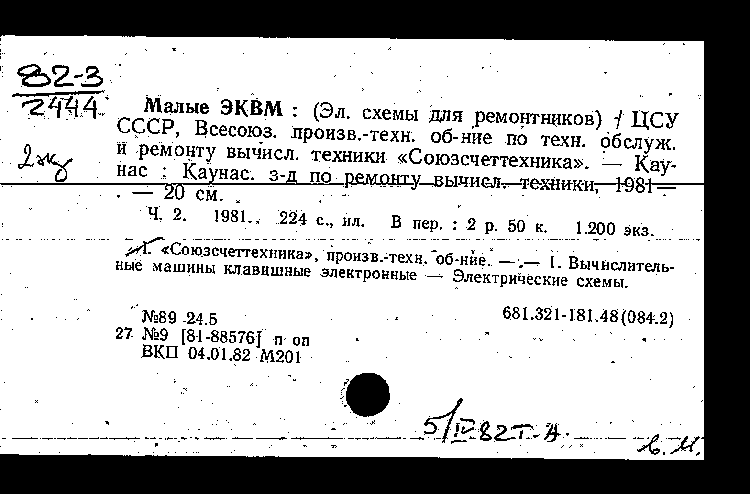 82-3
2444
2 экз
Малые ЭКВМ : (Эл. схемы для ремонтников) / ЦСУ
СССР, Всесоюз. произв.-техн. об-ние по техн. обслуж.
и ремонту вычисл. техники «Союзсчеттехника». — Кау-
нас : Каунас. з-д по ремонту вычисл. техники, 1981—
. — 20 см.
Ч. 2. 1981. 224 с., ил. В пер. : 2 р. 50 к. 1.200 экз.
1. «Союзсчеттехника», произв.-техн. об-ние. — — I. Вычислитель-
ные машины клавишные электронные — Электрические схемы.
№89 24.5 681.321-181.48(084.2)
27 №9 [81-88576] п оп
ВКП 04.01.82 М201
5/IV-82 г-А.